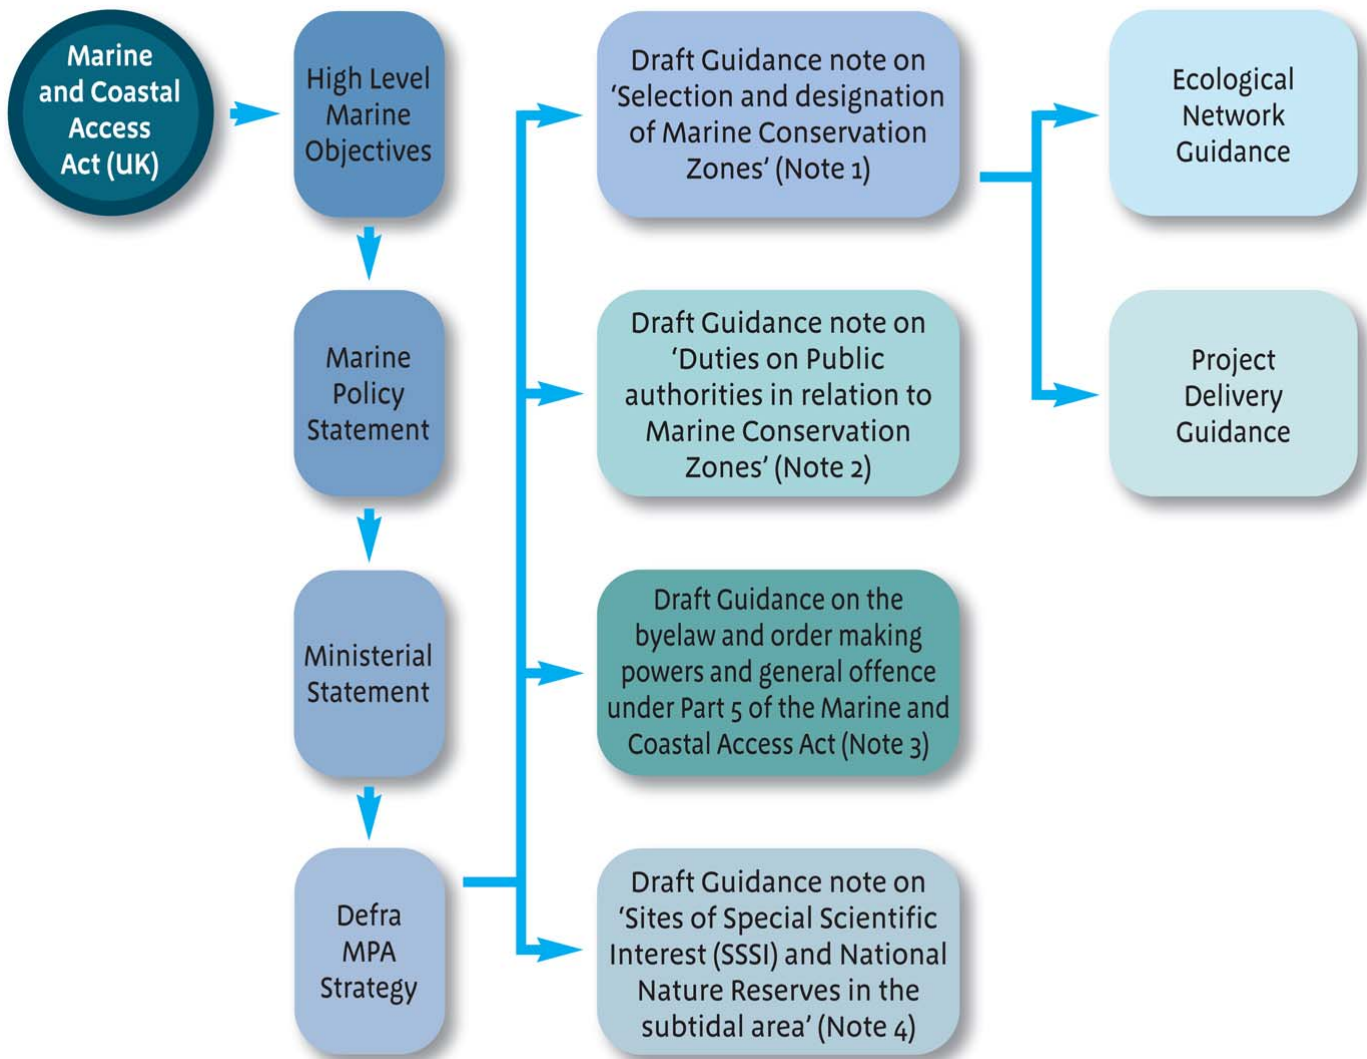 Marine
and Coastal
Access
Act (UK)
High Level
Marine
Objectives
Marine
Policy
Statement
Ministerial
Statement
Defra
MPA
Strategy
Draft Guidance note on
‘Selection and designation
of Marine Conservation
Zones’ (Note 1)
Draft Guidance note on
‘Duties on Public
authorities in relation to
Marine Conservation
Zones’ (Note 2)
Draft Guidance on the
byelaw and order making
powers and general offence
under Part 5 of the Marine and
Coastal Access Act (Note 3)
Draft Guidance note on
‘Sites of Special Scientific
Interest (SSSI) and National
Nature Reserves in the
subtidal area’ (Note 4)
Ecological
Network
Guidance
Project
Delivery
Guidance